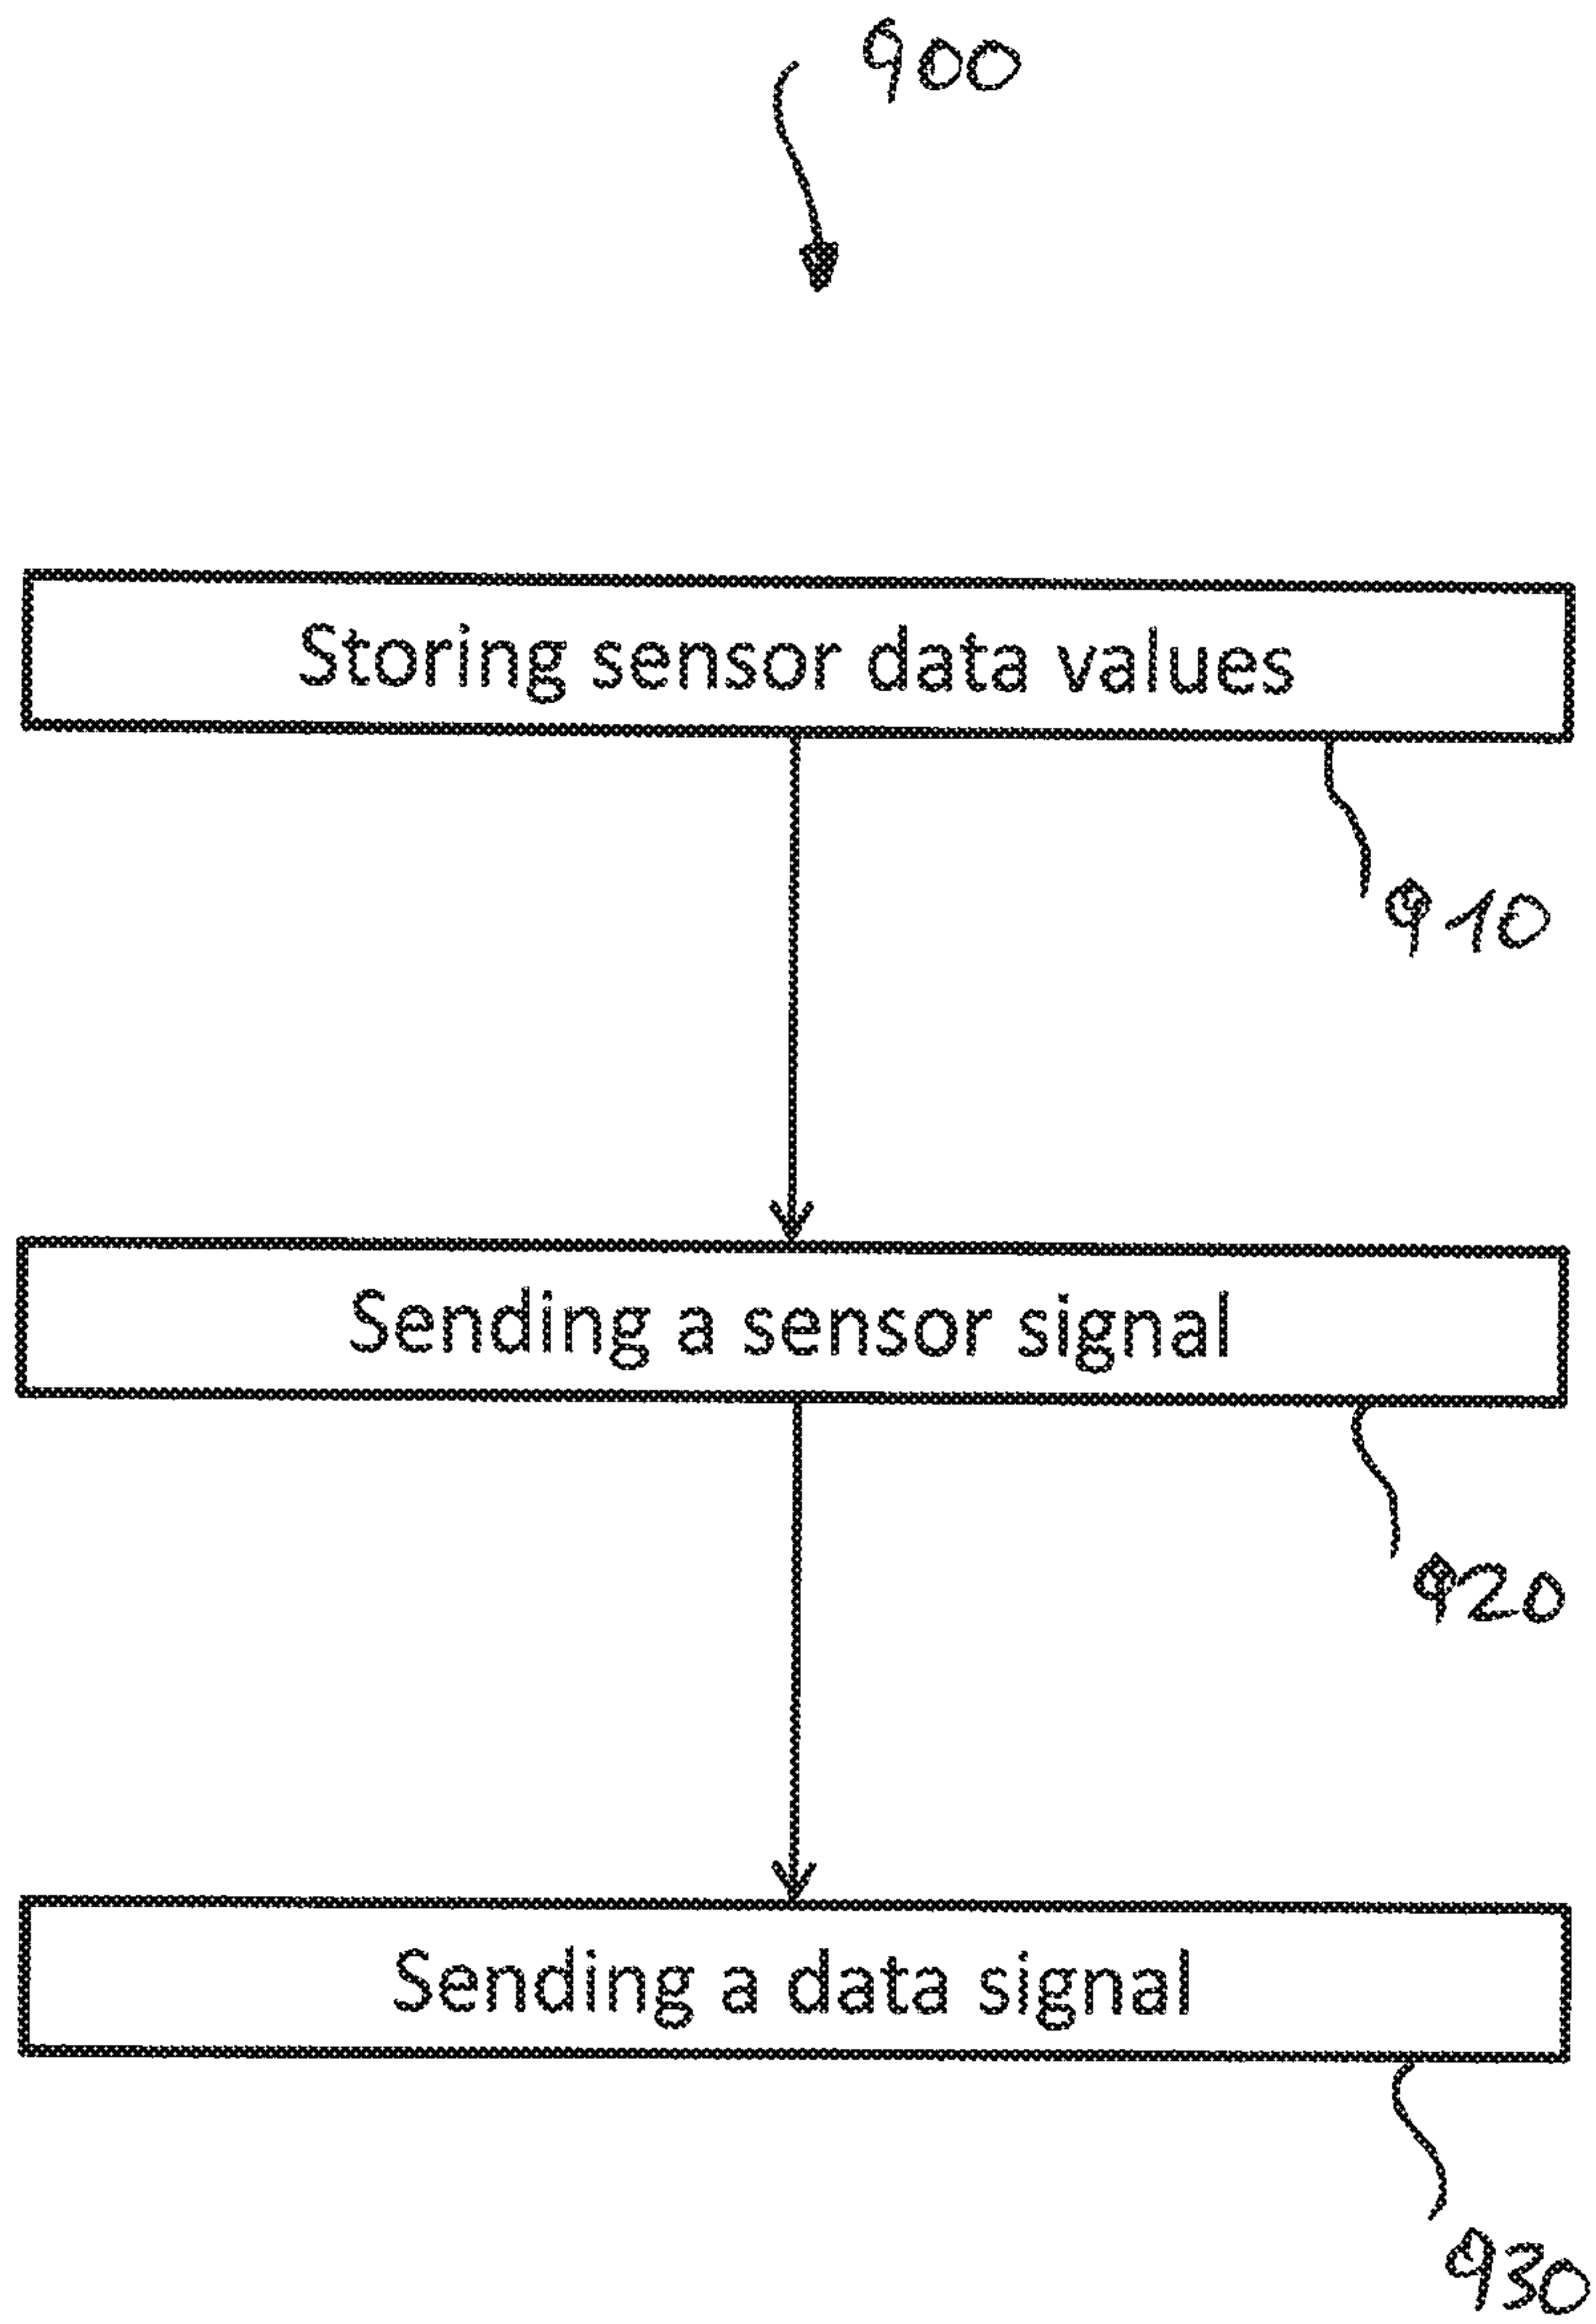 900
Storing sensor data values
910
Sending a sensor signal
920
Sending a data signal
930